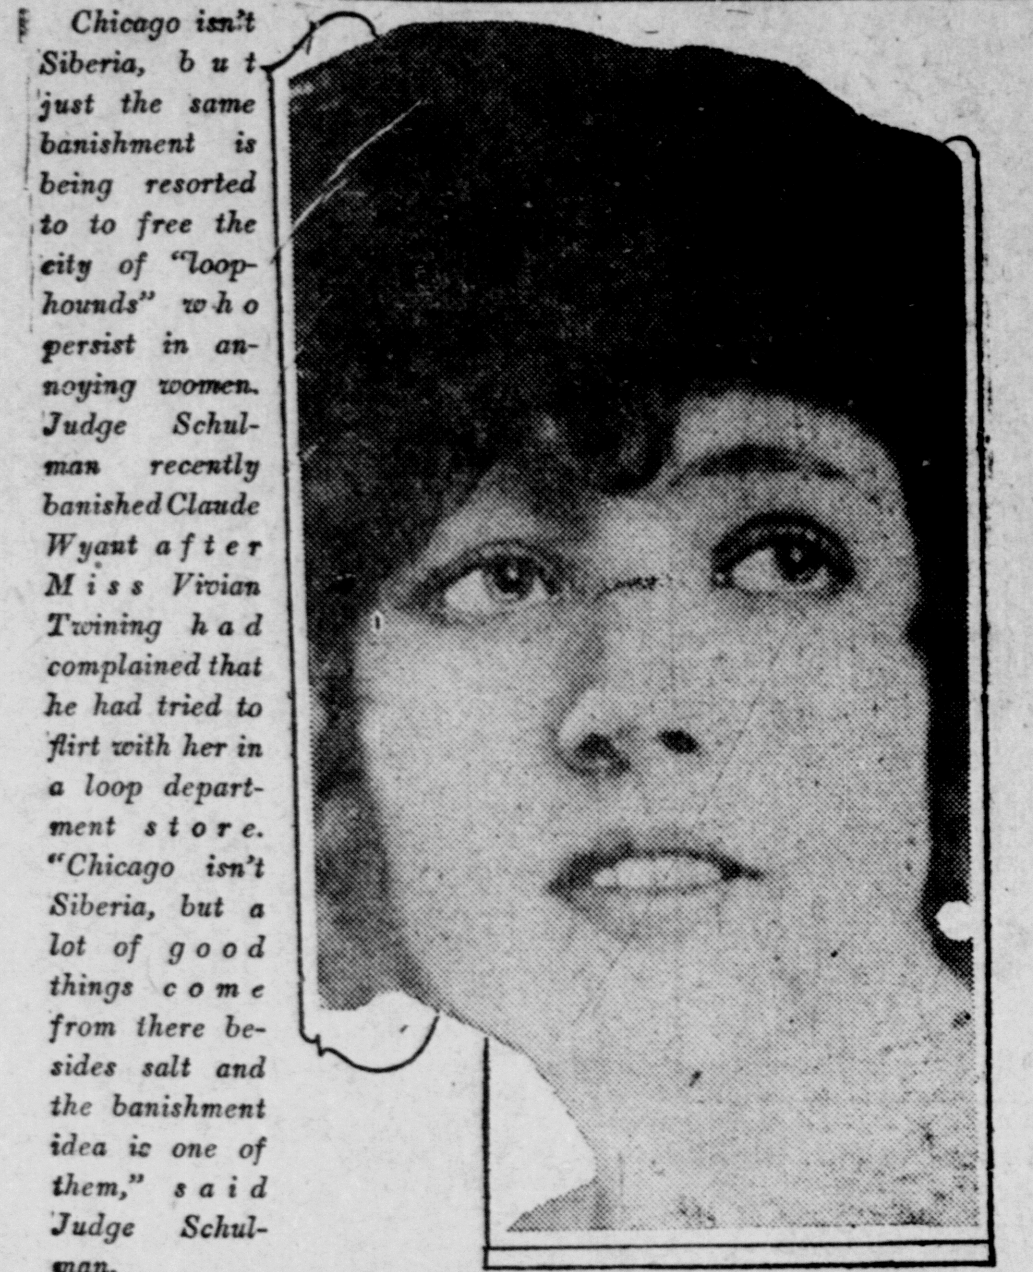 Chicago isn't
Siberia, but
just the same
banishment is
being resorted
to to free the
city of "loop-
hounds" who
persist in an-
noying women.
Judge Schul-
man recently
banished Claude
Wyant after
Miss Vivian
Twining had
complained that
he had tried to
flirt with her in
a loop depart-
ment store.
"Chicago isn't
Siberia, but a
lot of good
things come
from there be-
sides salt and
the banishment
idea is one of
them," said
Judge Schul-
man.